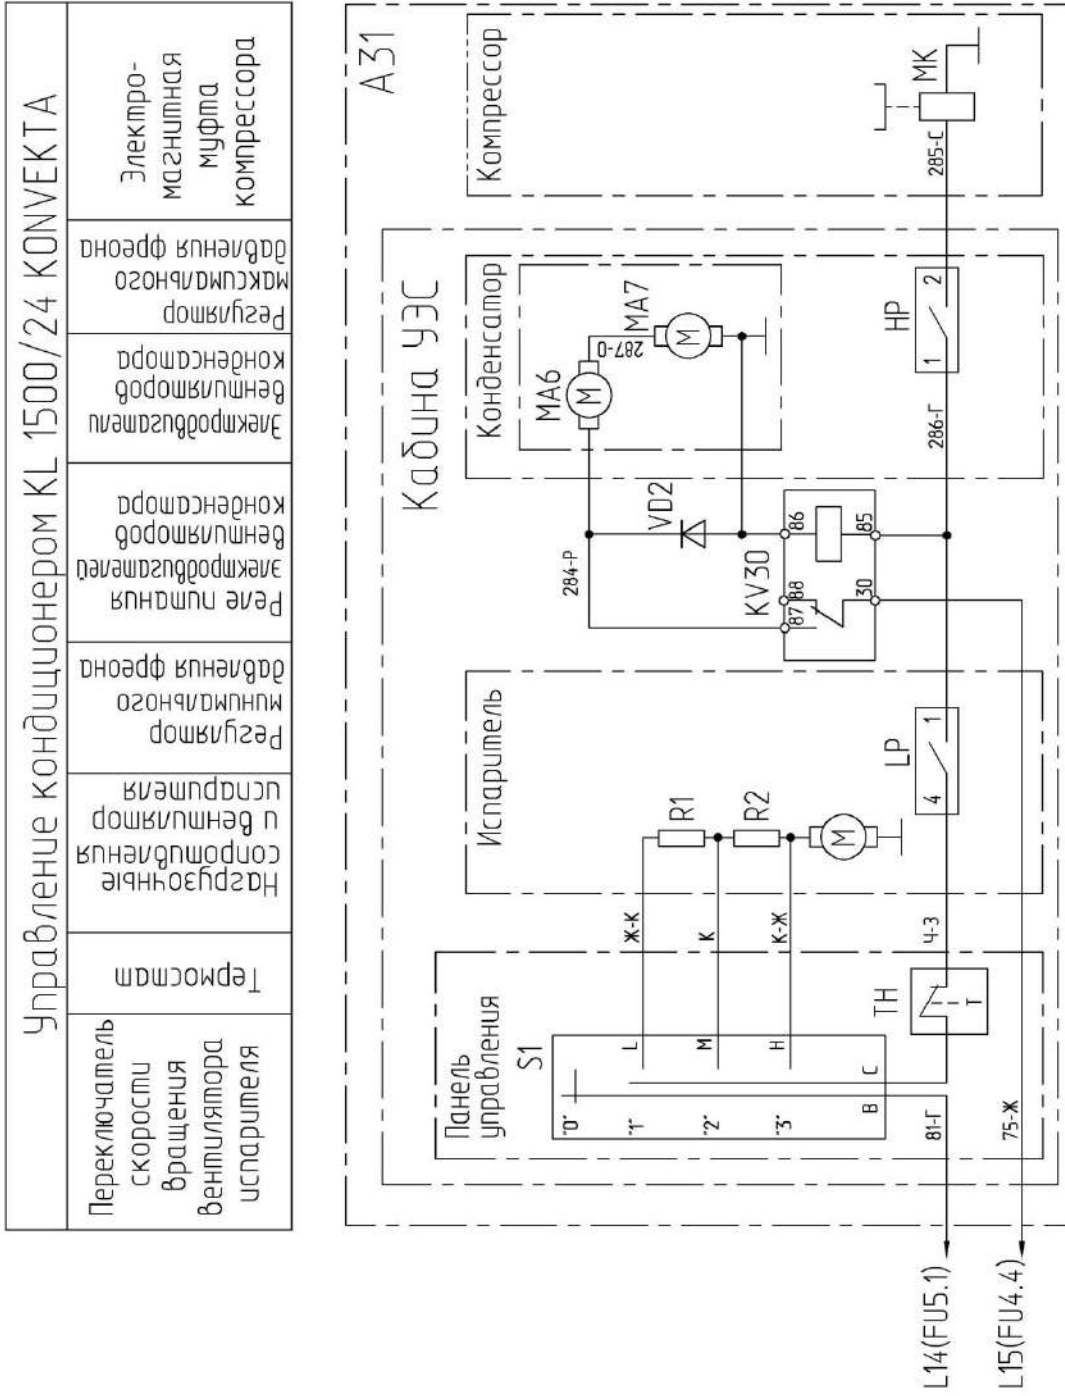 Управление кондиционером KL 1500/24 KONVEKTA
Переключатель
скорости
вращения
вентилятора
испарителя
Термостат
Нагрузочные
сопротивления
и вентилятор
испарителя
Регулятор
минимального
давления фреона
Реле питания
электродвигателей
вентиляторов
конденсатора
Электродвигатели
вентиляторов
конденсатора
Регулятор
максимального
давления фреона
Электро-
магнитная
муфта
компрессора
А31
Кабина УЭС
Панель
управления
S1
"0"
"1"
"2"
"3"
L
M
H
B
C
TH
T
81-Г
75-Ж
L14(FU5.1)
L15(FU4.4)
Испаритель
Ж-К
К
К-Ж
Ч-З
R1
R2
M
LP
4
1
KV30
87
88
86
30
85
VD2
284-Р
Конденсатор
MA6
M
287-О
MA7
M
286-Г
HP
1
2
Компрессор
285-С
МК